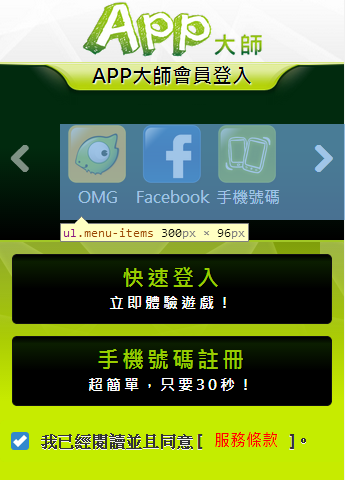 App大師
APP大師會員登入
OMG Facebook 手機號碼
ul.menu-items 300px × 96px
快速登入
立即體驗遊戲！
手機號碼註冊
超簡單，只要30秒！
我已經閱讀並且同意[ 服務條款 ]。